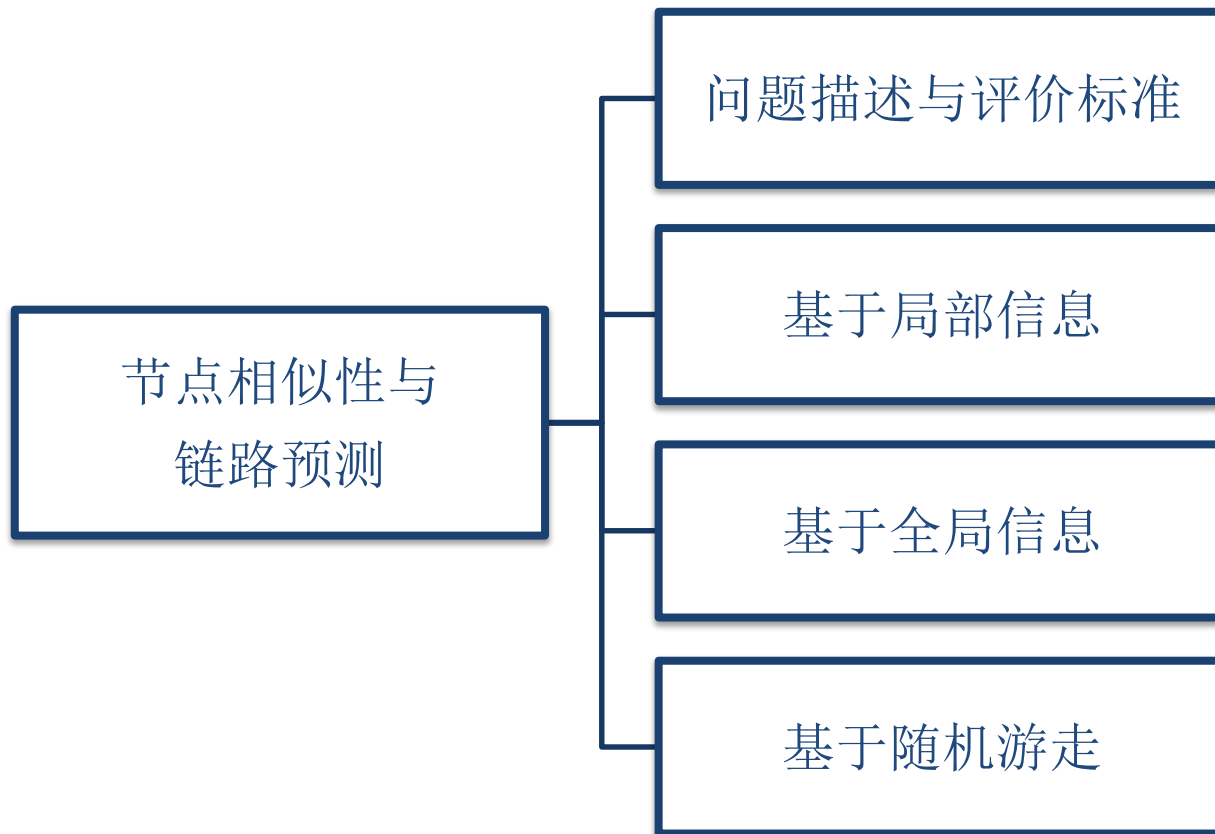 节点相似性与
链路预测
问题描述与评价标准
基于局部信息
基于全局信息
基于随机游走